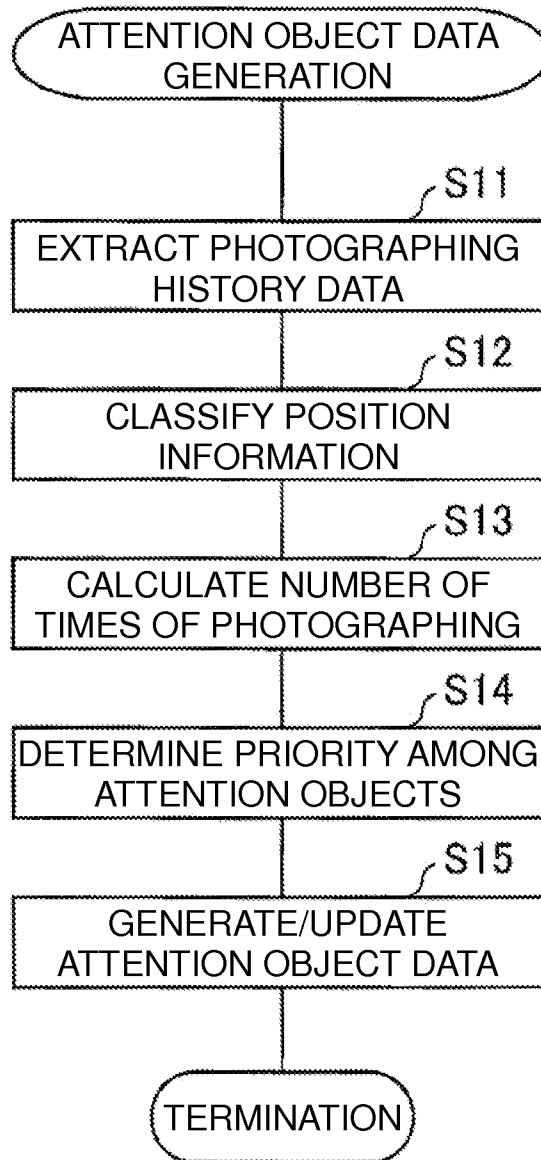 ATTENTION OBJECT DATA
GENERATION
S11
EXTRACT PHOTOGRAPHING
HISTORY DATA
S12
CLASSIFY POSITION
INFORMATION
S13
CALCULATE NUMBER OF
TIMES OF PHOTOGRAPHING
S14
DETERMINE PRIORITY AMONG
ATTENTION OBJECTS
S15
GENERATE/UPDATE
ATTENTION OBJECT DATA
TERMINATION